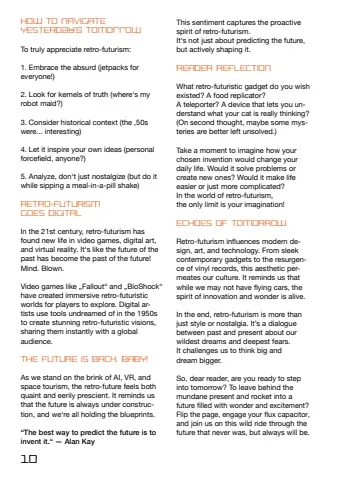 HOW TO NAVIGATE
YESTERDAY'S TOMORROW
To truly appreciate retro-futurism:
1. Embrace the absurd (jetpacks for
everyone!)
2. Look for kernels of truth (where's my
robot maid?)
3. Consider historical context (the ‚50s
were... interesting)
4. Let it inspire your own ideas (personal
forcefield, anyone?)
5. Analyze, don't just nostalgize (but do it
while sipping a meal-in-a-pill shake)
RETRO-FUTURISM
GOES DIGITAL
In the 21st century, retro-futurism has
found new life in video games, digital art,
and virtual reality. It's like the future of the
past has become the past of the future!
Mind. Blown.
Video games like „Fallout" and „BioShock"
have created immersive retro-futuristic
worlds for players to explore. Digital ar-
tists use tools undreamed of in the 1950s
to create stunning retro-futuristic visions,
sharing them instantly with a global
audience.
THE FUTURE IS BACK, BABY!
As we stand on the brink of AI, VR, and
space tourism, the retro-future feels both
quaint and eerily prescient. It reminds us
that the future is always under construc-
tion, and we're all holding the blueprints.
"The best way to predict the future is to
invent it." — Alan Kay
10
This sentiment captures the proactive
spirit of retro-futurism.
It's not just about predicting the future,
but actively shaping it.
READER REFLECTION
What retro-futuristic gadget do you wish
existed? A food replicator?
A teleporter? A device that lets you un-
derstand what your cat is really thinking?
(On second thought, maybe some mys-
teries are better left unsolved.)
Take a moment to imagine how your
chosen invention would change your
daily life. Would it solve problems or
create new ones? Would it make life
easier or just more complicated?
In the world of retro-futurism,
the only limit is your imagination!
ECHOES OF TOMORROW
Retro-futurism influences modern de-
sign, art, and technology. From sleek
contemporary gadgets to the resurgen-
ce of vinyl records, this aesthetic per-
meates our culture. It reminds us that
while we may not have flying cars, the
spirit of innovation and wonder is alive.
In the end, retro-futurism is more than
just style or nostalgia. It's a dialogue
between past and present about our
wildest dreams and deepest fears.
It challenges us to think big and
dream bigger.
So, dear reader, are you ready to step
into tomorrow? To leave behind the
mundane present and rocket into a
future filled with wonder and excitement?
Flip the page, engage your flux capacitor,
and join us on this wild ride through the
future that never was, but always will be.